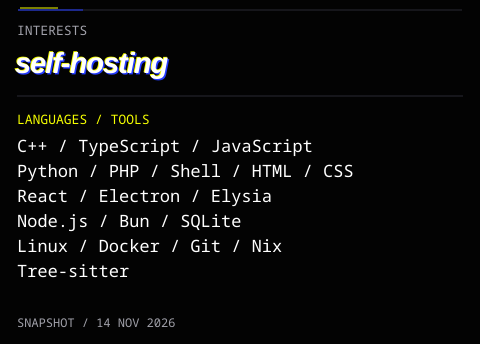 INTERESTS
self-hosting
LANGUAGES / TOOLS
C++ / TypeScript / JavaScript
Python / PHP / Shell / HTML / CSS
React / Electron / Elysia
Node.js / Bun / SQLite
Linux / Docker / Git / Nix
Tree-sitter
SNAPSHOT / 14 NOV 2026